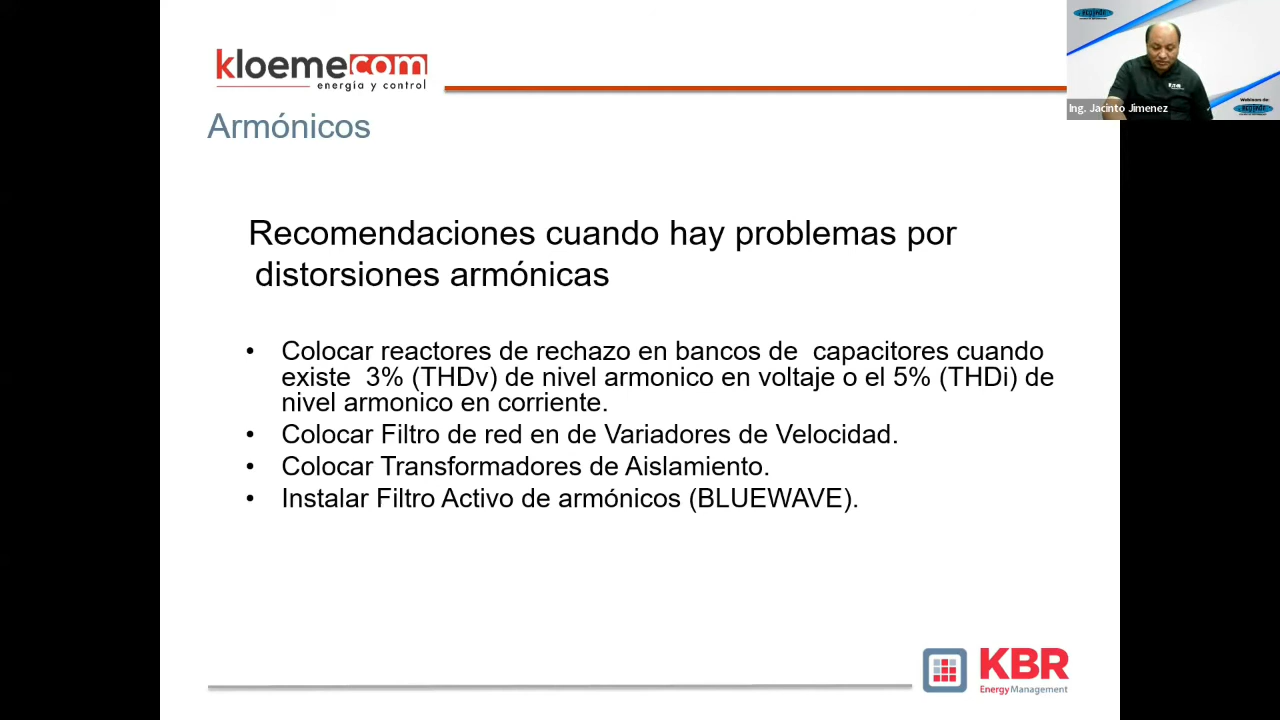 kloemecom
energía y control
Ing. Jacinto Jimenez
Webinars de
Armónicos
Recomendaciones cuando hay problemas por
distorsiones armónicas
• Colocar reactores de rechazo en bancos de capacitores cuando
existe 3% (THDv) de nivel armonico en voltaje o el 5% (THDi) de
nivel armonico en corriente.
• Colocar Filtro de red en de Variadores de Velocidad.
• Colocar Transformadores de Aislamiento.
• Instalar Filtro Activo de armónicos (BLUEWAVE).
KBR
EnergyManagement